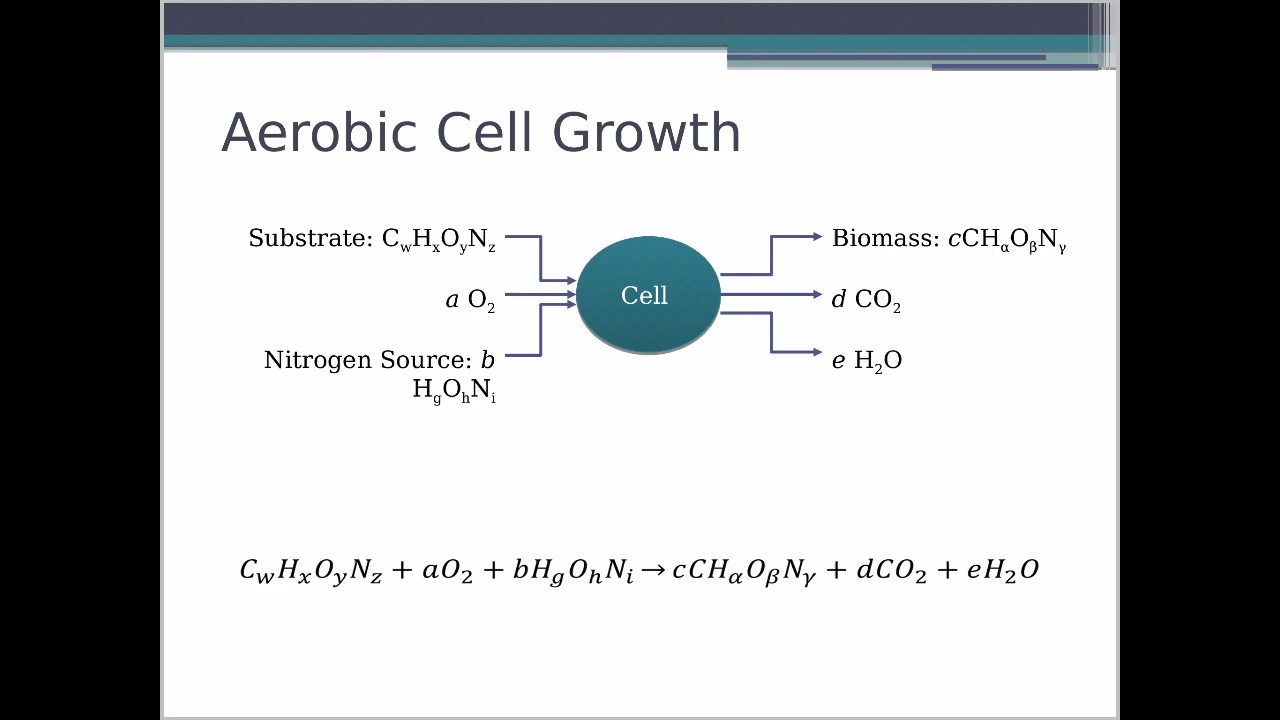 Aerobic Cell Growth
Substrate: C_wH_xO_yN_z
a O₂
Nitrogen Source: b
H_gO_hN_i
Cell
Biomass: cCH_αO_βN_γ
d CO₂
e H₂O
C_wH_xO_yN_z + aO₂ + bH_gO_hN_i → cCH_αO_βN_γ + dCO₂ + eH₂O